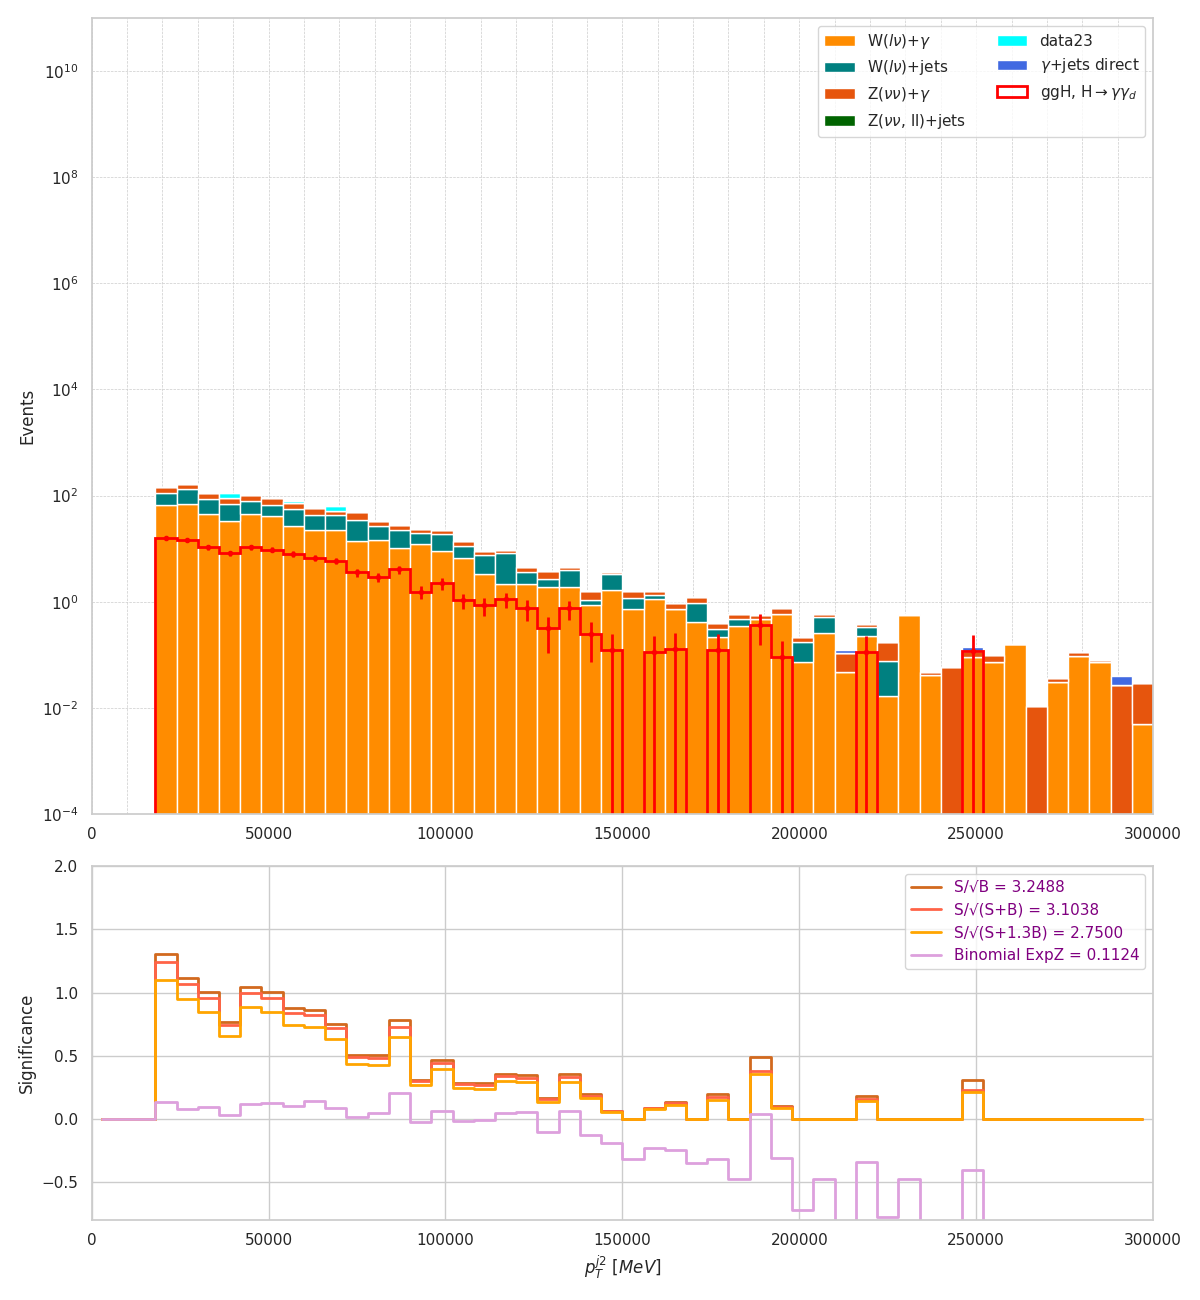 W(lν)+γ
W(lν)+jets
Z(νν)+γ
Z(νν, ll)+jets
data23
γ+jets direct
ggH, H→γγ_d
Events
10^10
10^8
10^6
10^4
10^2
10^0
10^−2
10^−4
0 50000 100000 150000 200000 250000 300000
S/√B = 3.2488
S/√(S+B) = 3.1038
S/√(S+1.3B) = 2.7500
Binomial ExpZ = 0.1124
Significance
2.0
1.5
1.0
0.5
0.0
−0.5
0 50000 100000 150000 200000 250000 300000
p_T^{j2} [MeV]